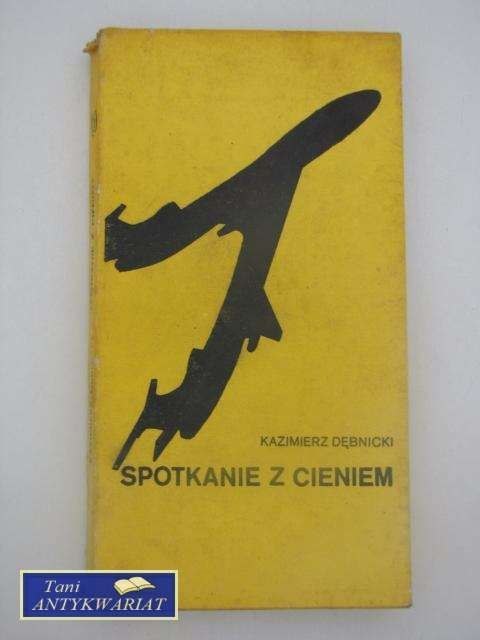 KAZIMIERZ DĘBNICKI
SPOTKANIE Z CIENIEM
Tani
ANTYKWARIAT